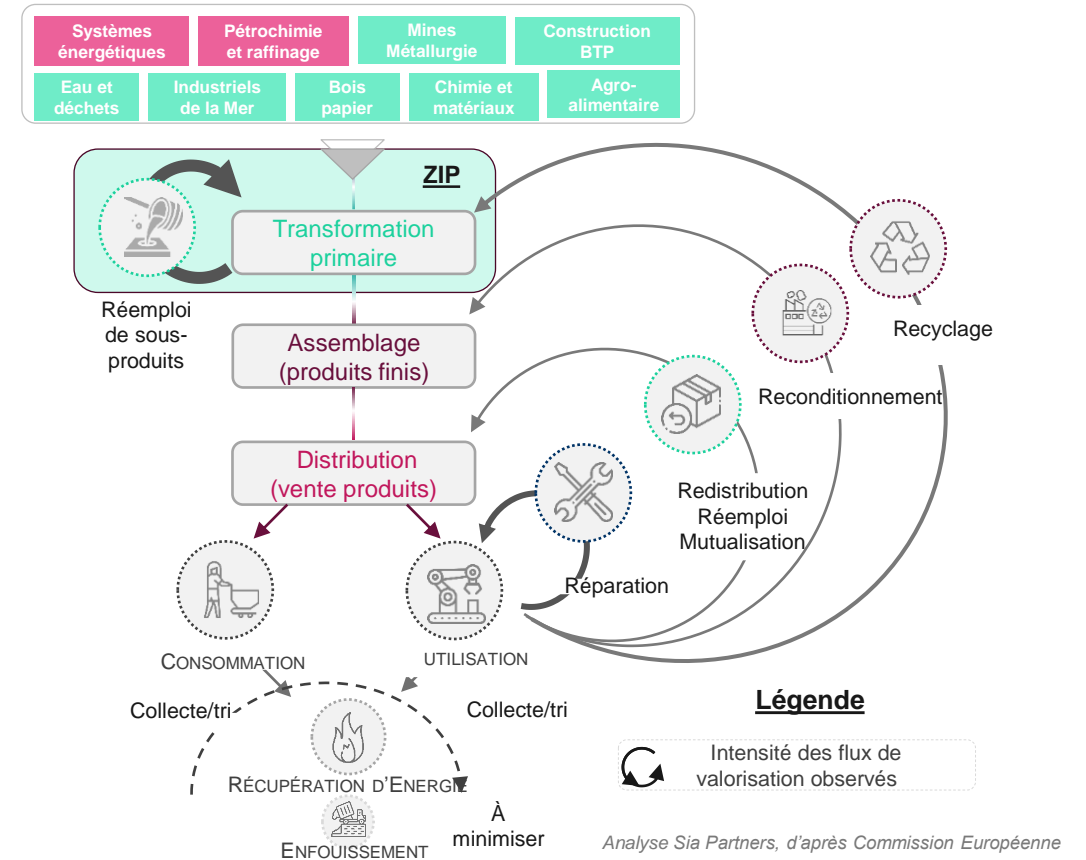 Systèmes
énergétiques
Pétrochimie
et raffinage
Mines
Métallurgie
Construction
BTP
Eau et
déchets
Industriels
de la Mer
Bois
papier
Chimie et
matériaux
Agro-
alimentaire
ZIP
Transformation
primaire
Réemploi
de sous-
produits
Recyclage
Assemblage
(produits finis)
Reconditionnement
Distribution
(vente produits)
Redistribution
Réemploi
Mutualisation
Réparation
CONSOMMATION
UTILISATION
Collecte/tri
Collecte/tri
Légende
Intensité des flux de
valorisation observés
RÉCUPÉRATION D'ENERGIE
À
minimiser
ENFOUISSEMENT
Analyse Sia Partners, d'après Commission Européenne